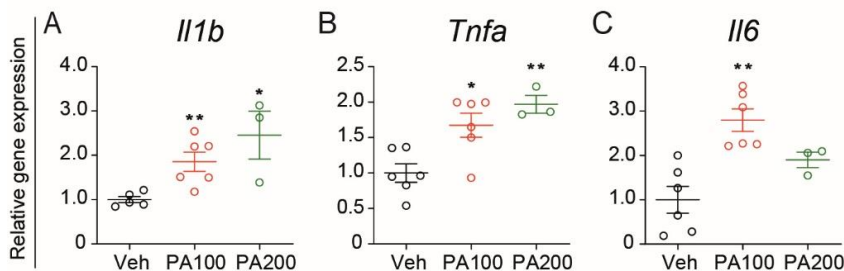 Relative gene expression
A
Il1b
4.0
3.0
2.0
1.0
0
**
*
Veh PA100 PA200
B
Tnfa
2.5
2.0
1.5
1.0
0.5
0
*
**
Veh PA100 PA200
C
Il6
4.0
3.0
2.0
1.0
0
**
Veh PA100 PA200